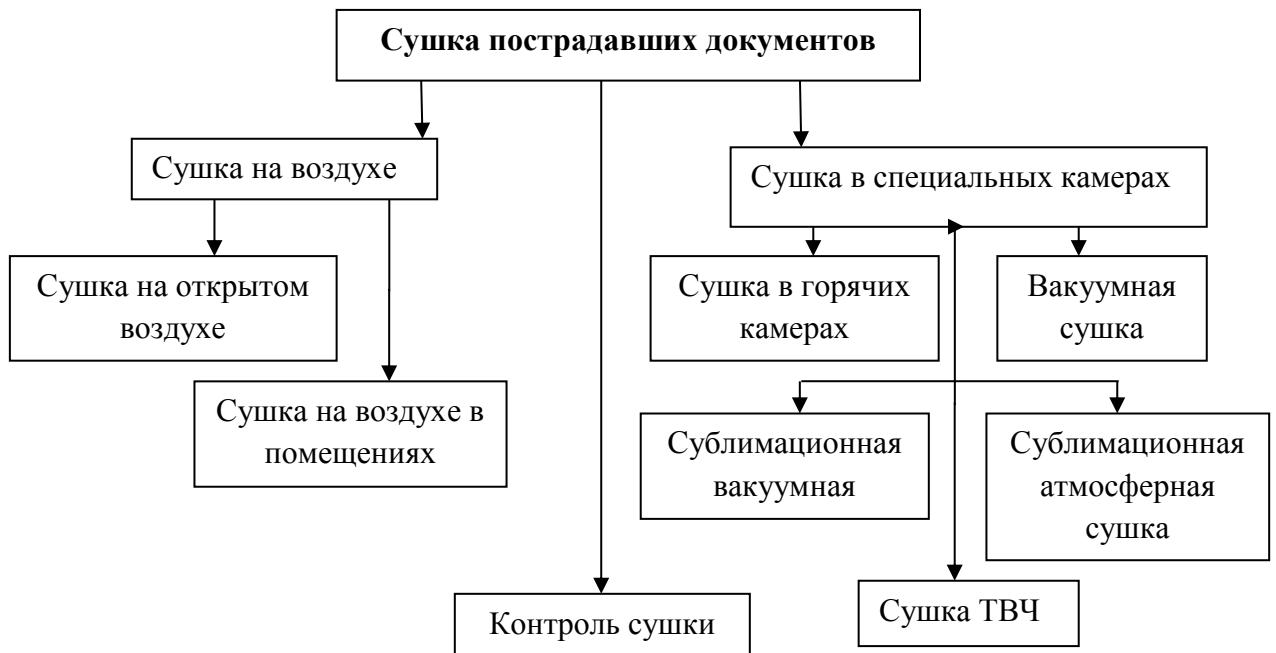 Сушка пострадавших документов
Сушка на воздухе
Сушка в специальных камерах
Сушка на открытом
воздухе
Сушка в горячих
камерах
Вакуумная
сушка
Сушка на воздухе в
помещениях
Сублимационная
вакуумная
Сублимационная
атмосферная
сушка
Контроль сушки
Сушка ТВЧ